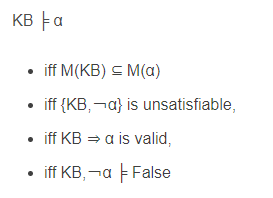 KB ⊨ α
• iff M(KB) ⊆ M(α)
• iff {KB,¬α} is unsatisfiable,
• iff KB ⇒ α is valid,
• iff KB,¬α ⊨ False